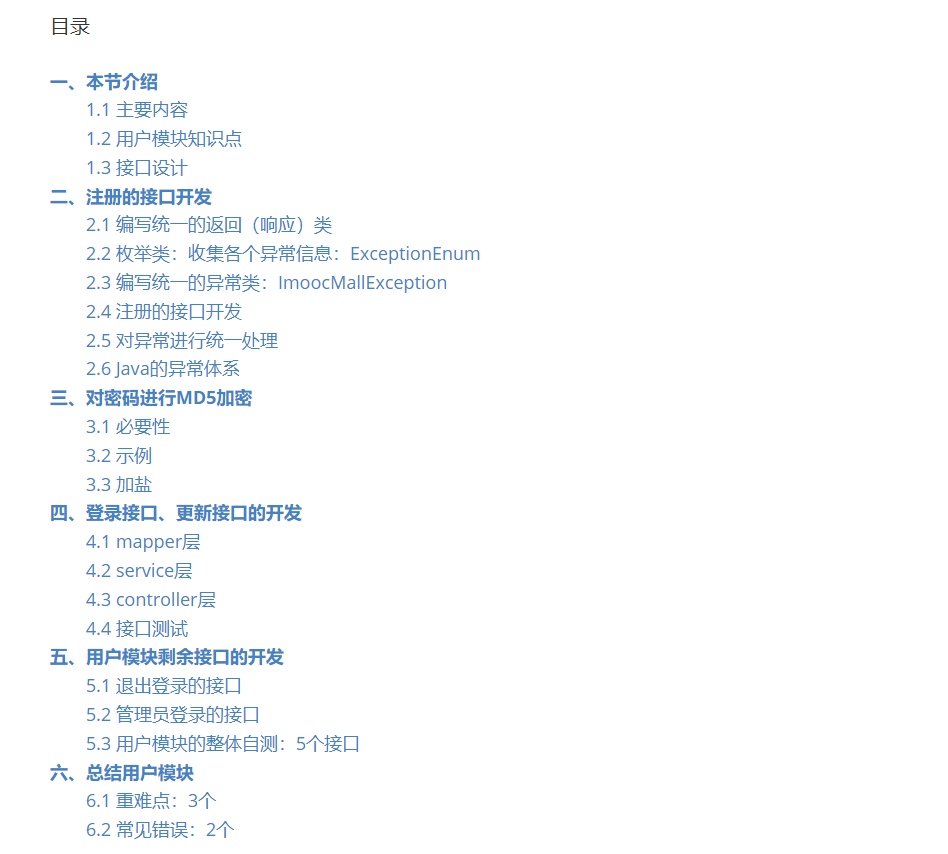 目录
一、本节介绍
1.1 主要内容
1.2 用户模块知识点
1.3 接口设计
二、注册的接口开发
2.1 编写统一的返回（响应）类
2.2 枚举类：收集各个异常信息：ExceptionEnum
2.3 编写统一的异常类：ImoocMallException
2.4 注册的接口开发
2.5 对异常进行统一处理
2.6 Java的异常体系
三、对密码进行MD5加密
3.1 必要性
3.2 示例
3.3 加盐
四、登录接口、更新接口的开发
4.1 mapper层
4.2 service层
4.3 controller层
4.4 接口测试
五、用户模块剩余接口的开发
5.1 退出登录的接口
5.2 管理员登录的接口
5.3 用户模块的整体自测：5个接口
六、总结用户模块
6.1 重难点：3个
6.2 常见错误：2个